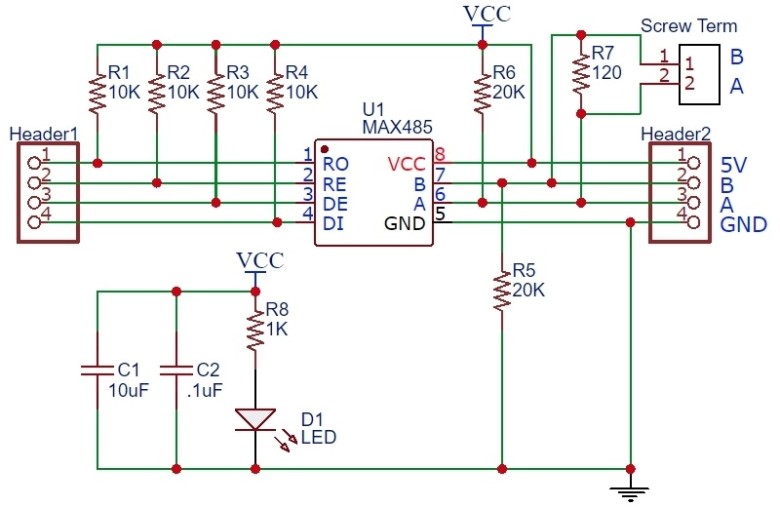 VCC
Screw Term
R1
10K
R2
10K
R3
10K
R4
10K
R6
20K
R7
120
1 1 B
2 2 A
U1
MAX485
Header1
Header2
1 1 RO VCC 8 1 5V
2 2 RE B 7 2 B
3 3 DE A 6 3 A
4 4 DI GND 5 4 GND
VCC
R5
20K
R8
1K
C1
10uF
C2
.1uF
D1
LED